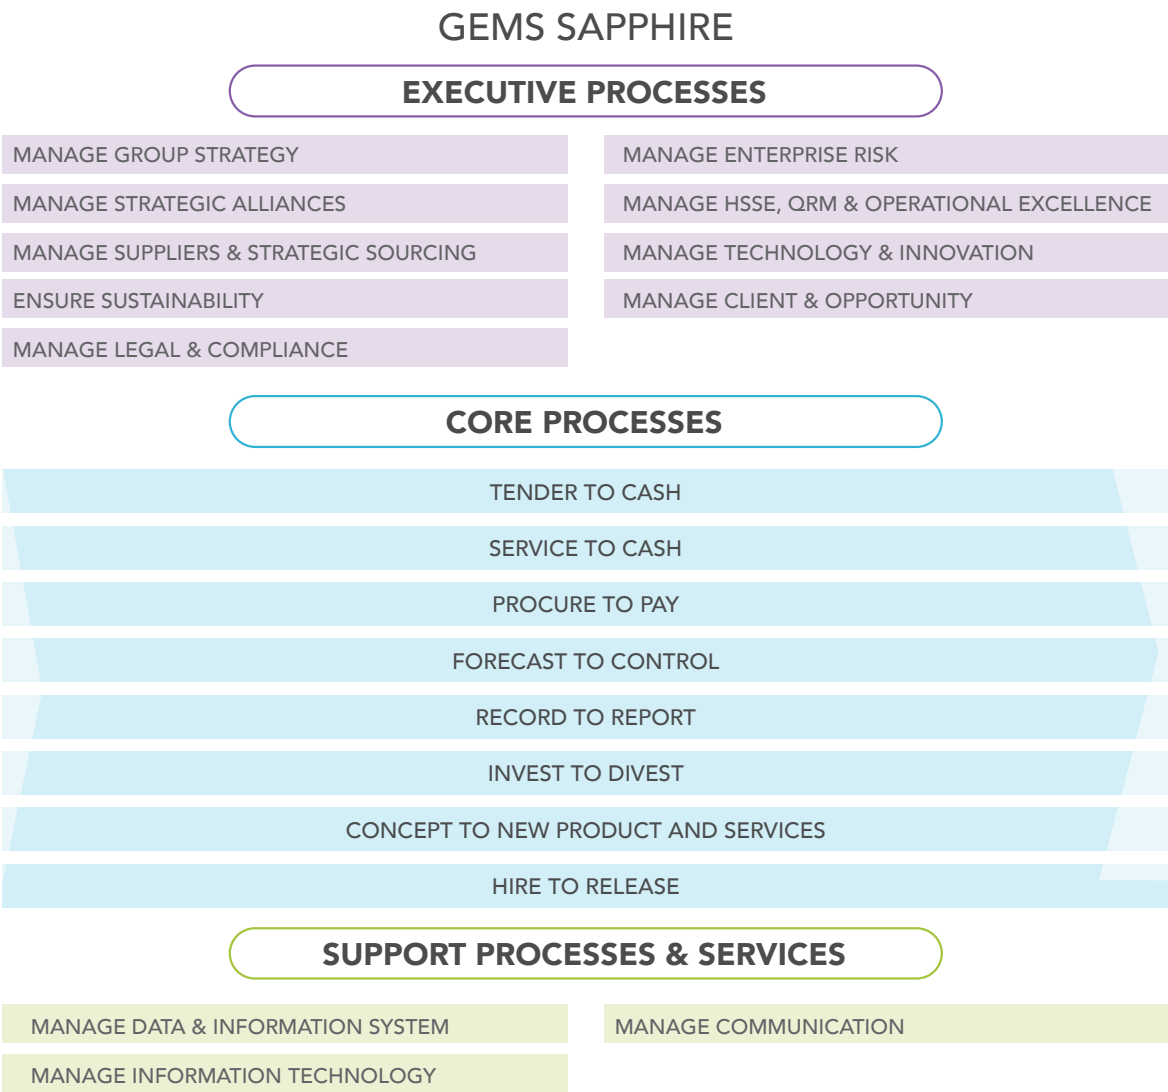 GEMS SAPPHIRE
EXECUTIVE PROCESSES
MANAGE GROUP STRATEGY
MANAGE STRATEGIC ALLIANCES
MANAGE SUPPLIERS & STRATEGIC SOURCING
ENSURE SUSTAINABILITY
MANAGE LEGAL & COMPLIANCE
MANAGE ENTERPRISE RISK
MANAGE HSSE, QRM & OPERATIONAL EXCELLENCE
MANAGE TECHNOLOGY & INNOVATION
MANAGE CLIENT & OPPORTUNITY
CORE PROCESSES
TENDER TO CASH
SERVICE TO CASH
PROCURE TO PAY
FORECAST TO CONTROL
RECORD TO REPORT
INVEST TO DIVEST
CONCEPT TO NEW PRODUCT AND SERVICES
HIRE TO RELEASE
SUPPORT PROCESSES & SERVICES
MANAGE DATA & INFORMATION SYSTEM
MANAGE INFORMATION TECHNOLOGY
MANAGE COMMUNICATION